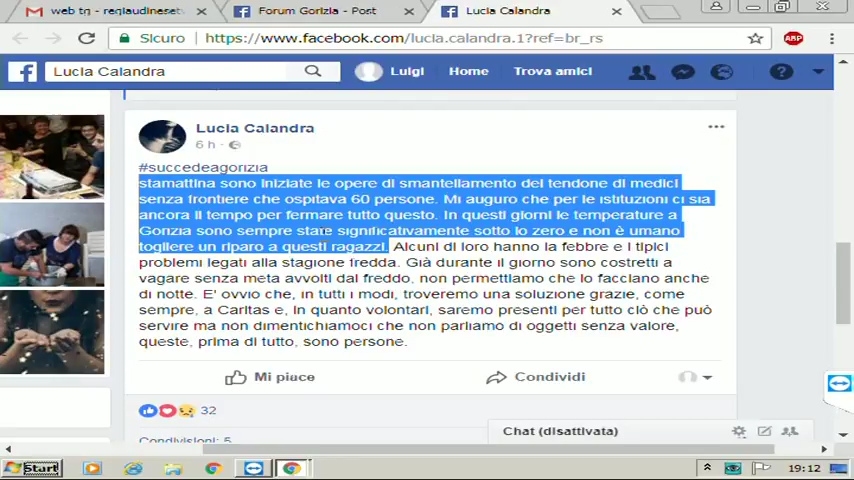 web tg - regiaudineset
Forum Gorizia - Post
Lucia Calandra
Sicuro
https://www.facebook.com/lucia.calandra.1?ref=br_rs
ABP
Lucia Calandra
Luigi
Home
Trova amici
Lucia Calandra
6 h
#succedeagorizia
stamattina sono iniziate le opere di smantellamento del tendone di medici
senza frontiere che ospitava 60 persone. Mi auguro che per le istituzioni ci sia
ancora il tempo per fermare tutto questo. In questi giorni le temperature a
Gorizia sono sempre state significativamente sotto lo zero e non è umano
togliere un riparo a questi ragazzi. Alcuni di loro hanno la febbre e i tipici
problemi legati alla stagione fredda. Già durante il giorno sono costretti a
vagare senza meta avvolti dal freddo, non permettiamo che lo facciano anche
di notte. E' ovvio che, in tutti i modi, troveremo una soluzione grazie, come
sempre, a Caritas e, in quanto volontari, saremo presenti per tutto ciò che può
servire ma non dimentichiamoci che non parliamo di oggetti senza valore,
queste, prima di tutto, sono persone.
Mi piace
Condividi
32
Condivisioni: 5
Chat (disattivata)
Start
19:12